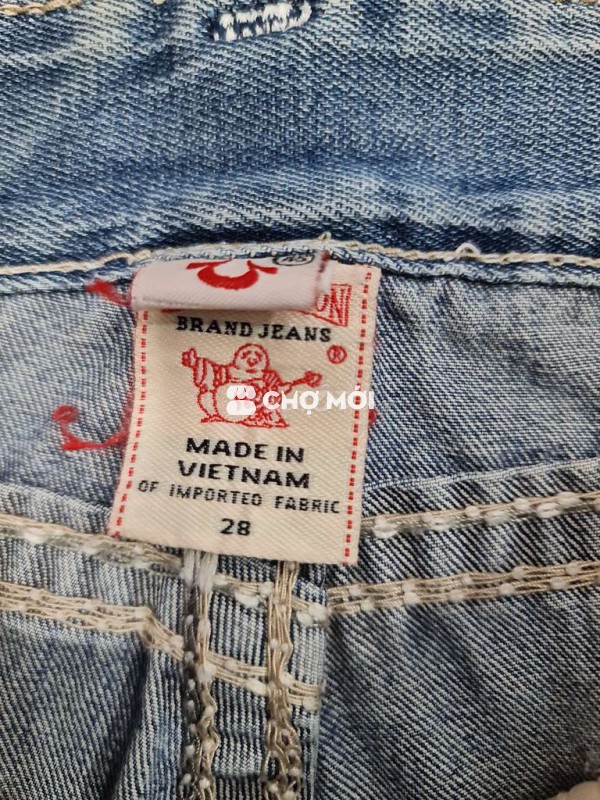 BRAND JEANS
®
CHỢ MỚI
MADE IN
VIETNAM
OF IMPORTED FABRIC
28